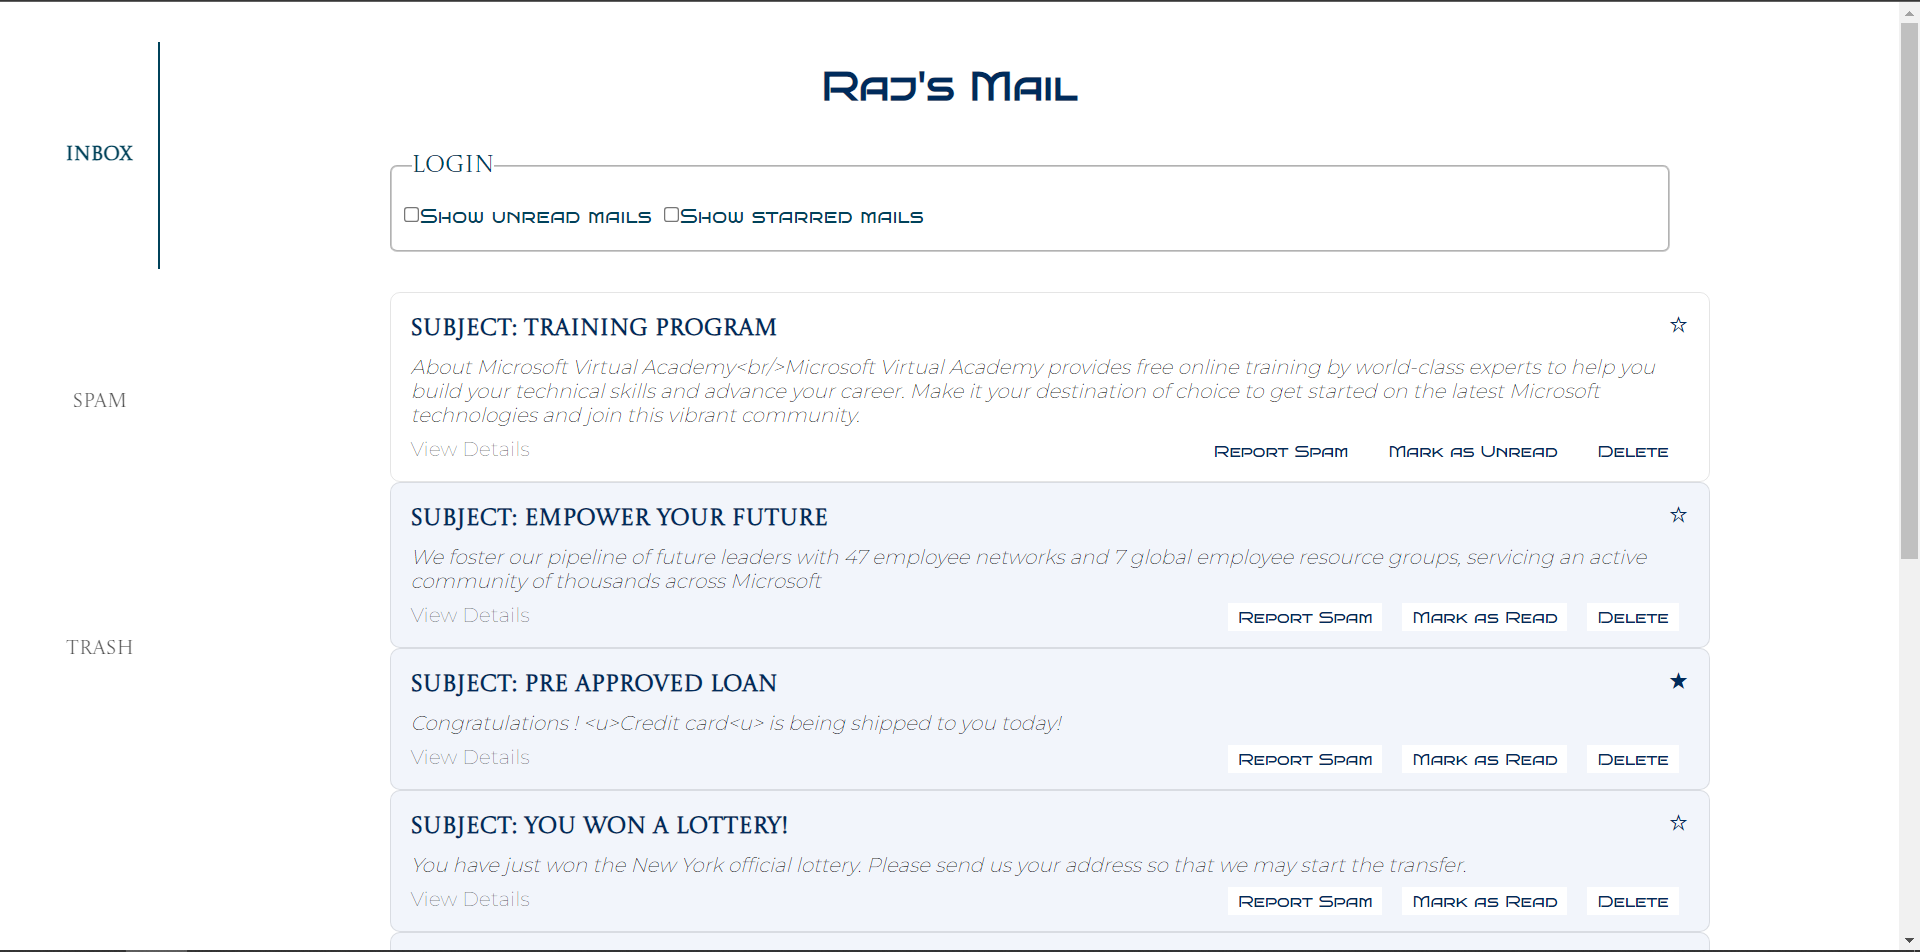 Raj's Mail
INBOX
LOGIN
Show unread mails Show starred mails
SUBJECT: TRAINING PROGRAM ☆
About Microsoft Virtual Academy<br/>Microsoft Virtual Academy provides free online training by world-class experts to help you
build your technical skills and advance your career. Make it your destination of choice to get started on the latest Microsoft
technologies and join this vibrant community.
SPAM
View Details Report Spam Mark as Unread Delete
SUBJECT: EMPOWER YOUR FUTURE ☆
We foster our pipeline of future leaders with 47 employee networks and 7 global employee resource groups, servicing an active
community of thousands across Microsoft
View Details Report Spam Mark as Read Delete
TRASH
SUBJECT: PRE APPROVED LOAN ★
Congratulations ! <u>Credit card<u> is being shipped to you today!
View Details Report Spam Mark as Read Delete
SUBJECT: YOU WON A LOTTERY! ☆
You have just won the New York official lottery. Please send us your address so that we may start the transfer.
View Details Report Spam Mark as Read Delete